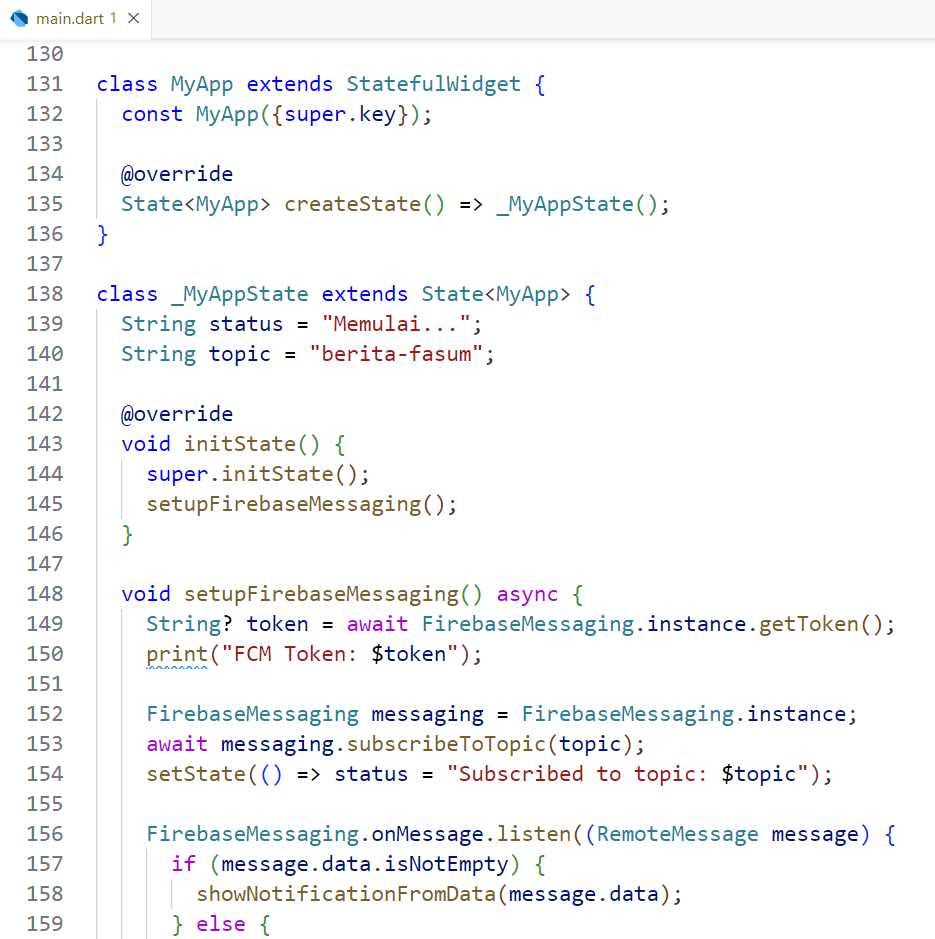 main.dart 1 ×
130
131 class MyApp extends StatefulWidget {
132   const MyApp({super.key});
133
134   @override
135   State<MyApp> createState() => _MyAppState();
136 }
137
138 class _MyAppState extends State<MyApp> {
139   String status = "Memulai...";
140   String topic = "berita-fasum";
141
142   @override
143   void initState() {
144     super.initState();
145     setupFirebaseMessaging();
146   }
147
148   void setupFirebaseMessaging() async {
149     String? token = await FirebaseMessaging.instance.getToken();
150     print("FCM Token: $token");
151
152     FirebaseMessaging messaging = FirebaseMessaging.instance;
153     await messaging.subscribeToTopic(topic);
154     setState(() => status = "Subscribed to topic: $topic");
155
156     FirebaseMessaging.onMessage.listen((RemoteMessage message) {
157       if (message.data.isNotEmpty) {
158         showNotificationFromData(message.data);
159       } else {